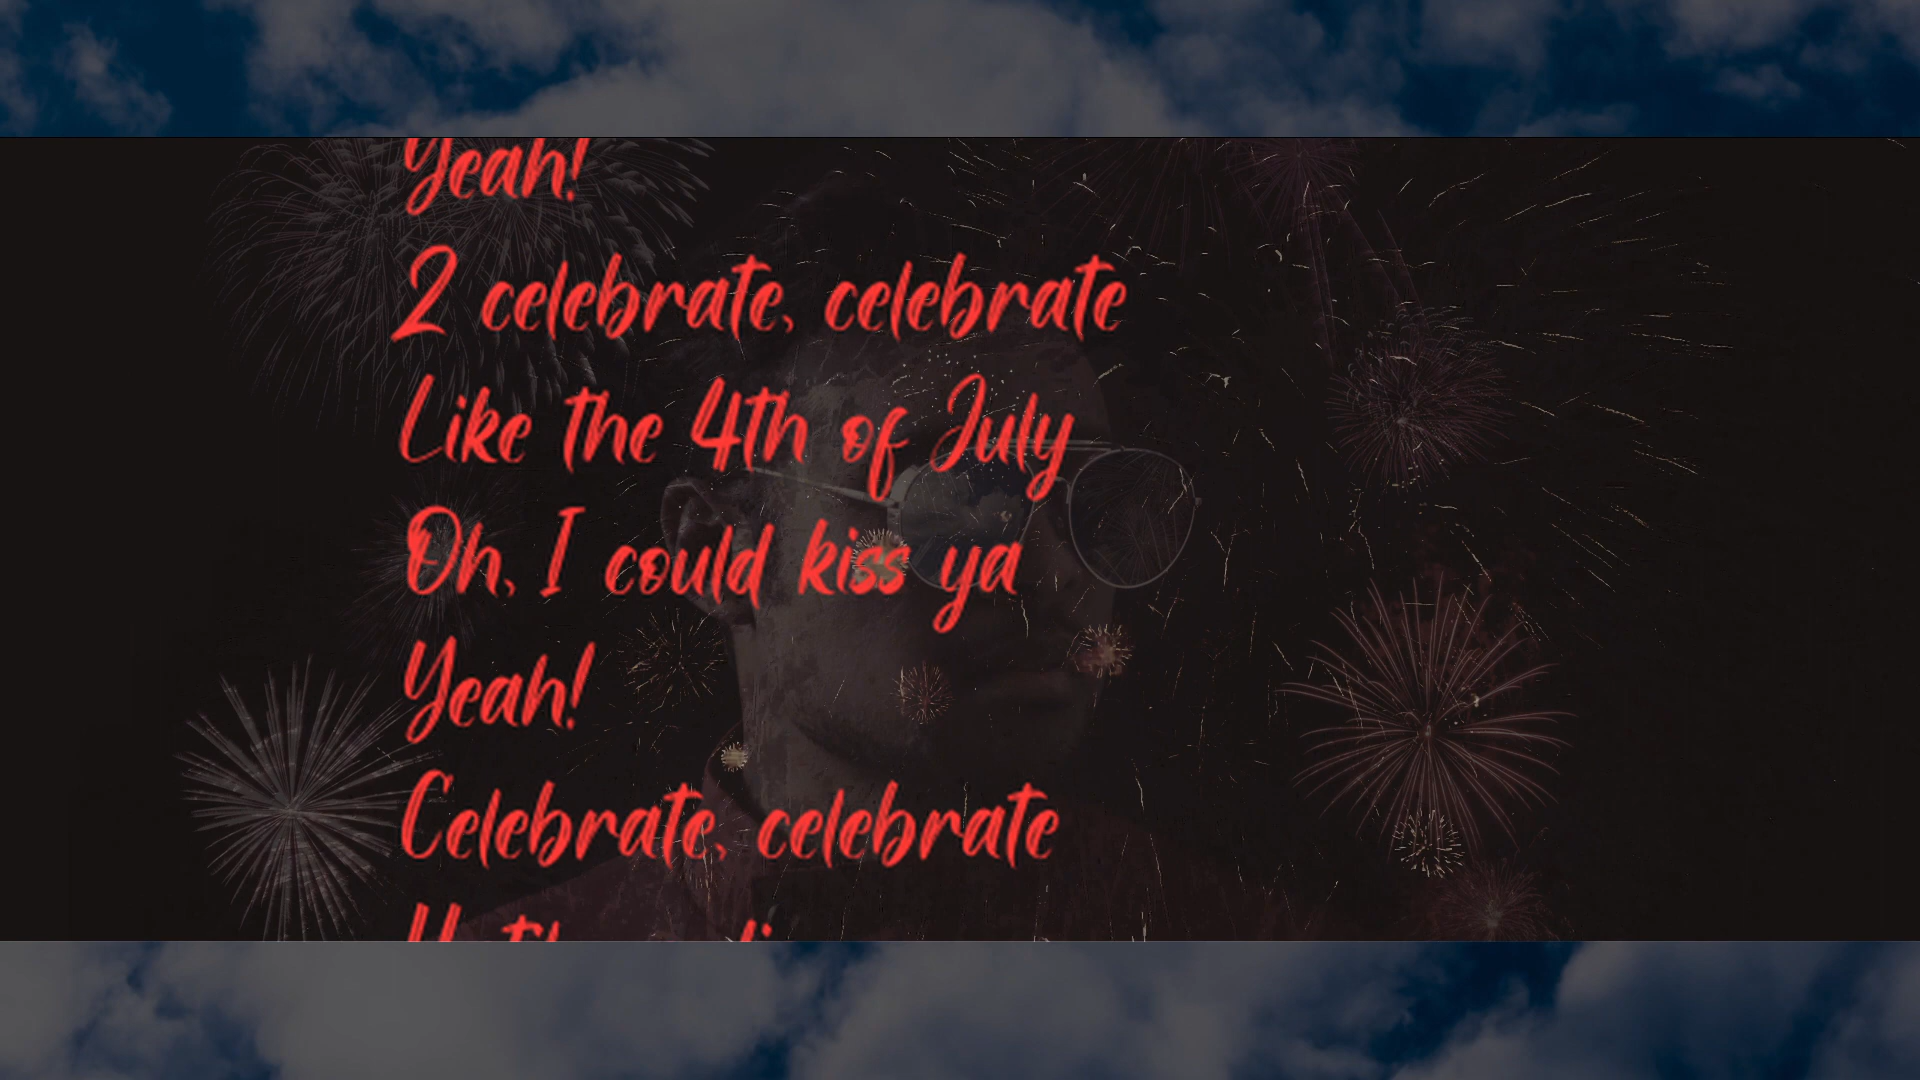 Yeah!
2 celebrate, celebrate
Like the 4th of July
Oh, I could kiss ya
Yeah!
Celebrate, celebrate